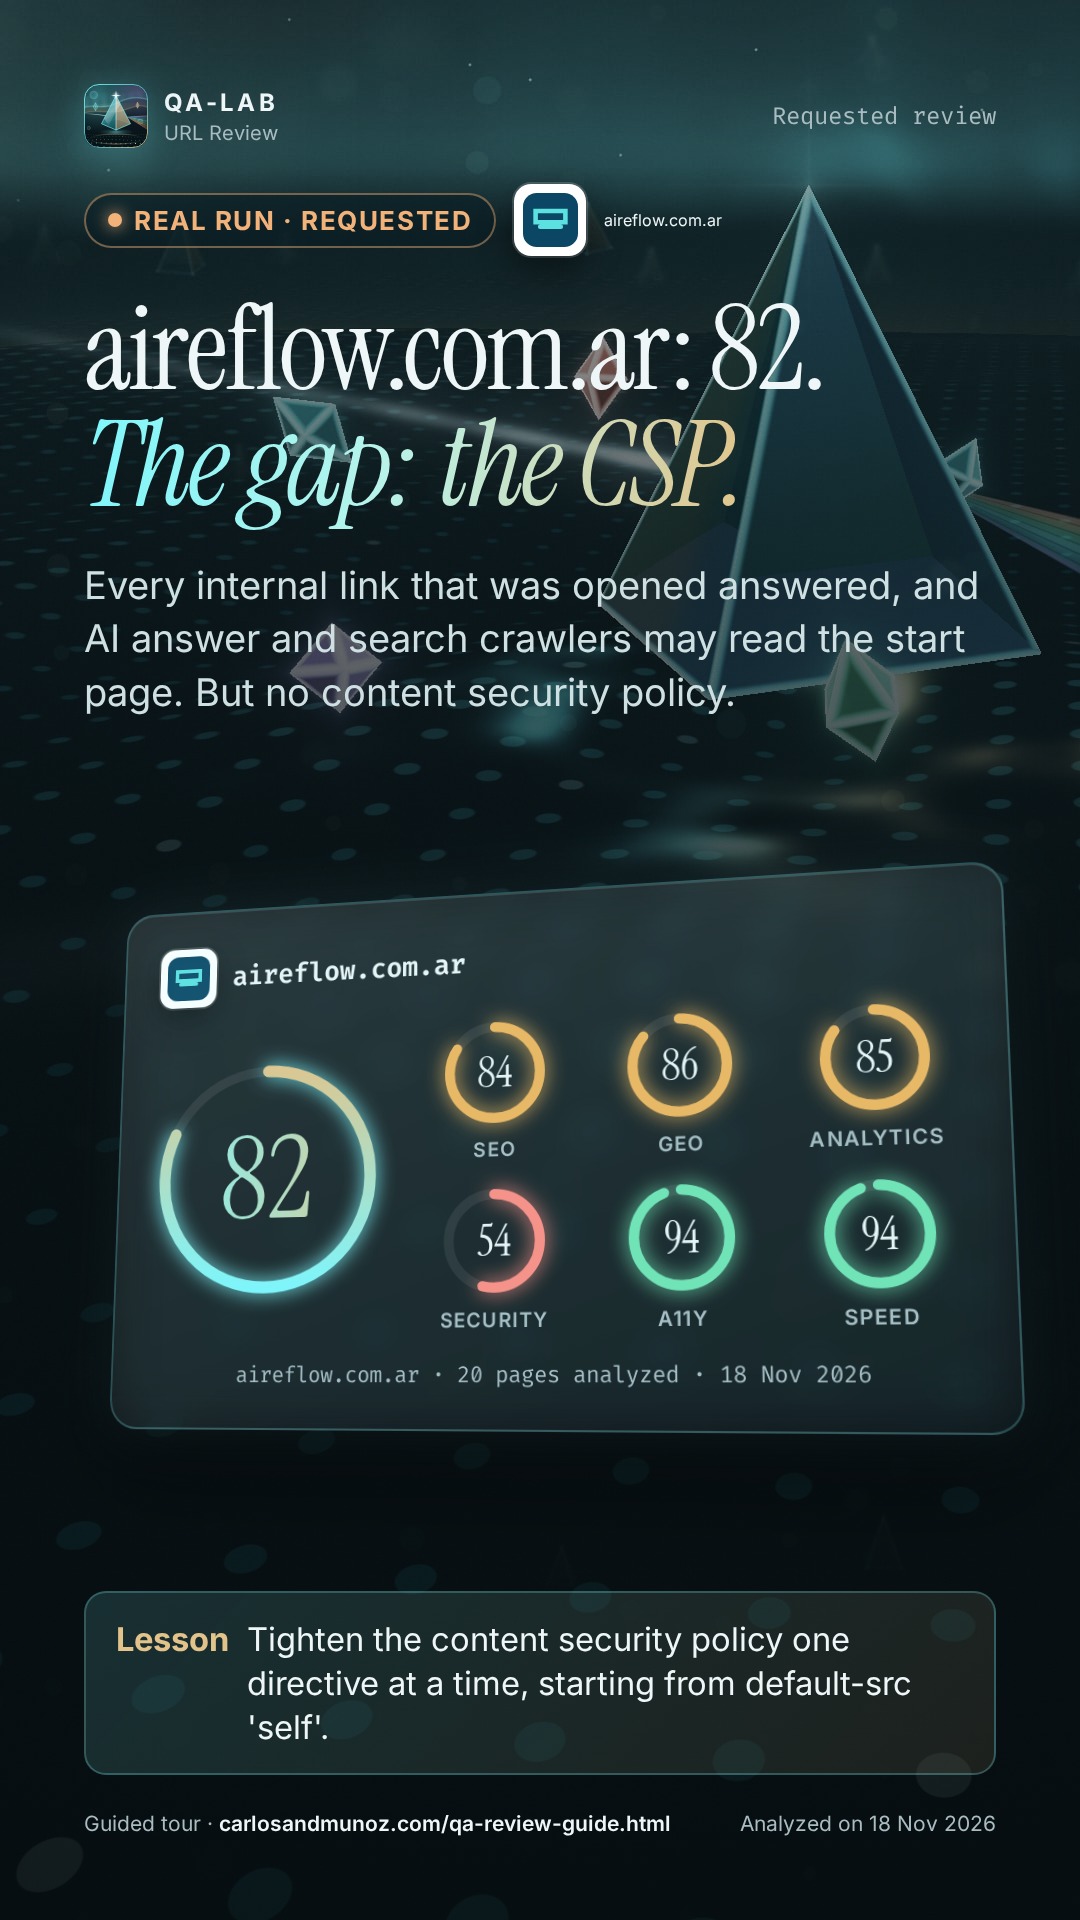 QA-LAB
URL Review
Requested review
REAL RUN · REQUESTED
aireflow.com.ar
aireflow.com.ar: 82.
The gap: the CSP.
Every internal link that was opened answered, and
AI answer and search crawlers may read the start
page. But no content security policy.
aireflow.com.ar
82
84
SEO
86
GEO
85
ANALYTICS
54
SECURITY
94
A11Y
94
SPEED
aireflow.com.ar · 20 pages analyzed · 18 Nov 2026
Lesson Tighten the content security policy one
directive at a time, starting from default-src
'self'.
Guided tour · carlosandmunoz.com/qa-review-guide.html
Analyzed on 18 Nov 2026